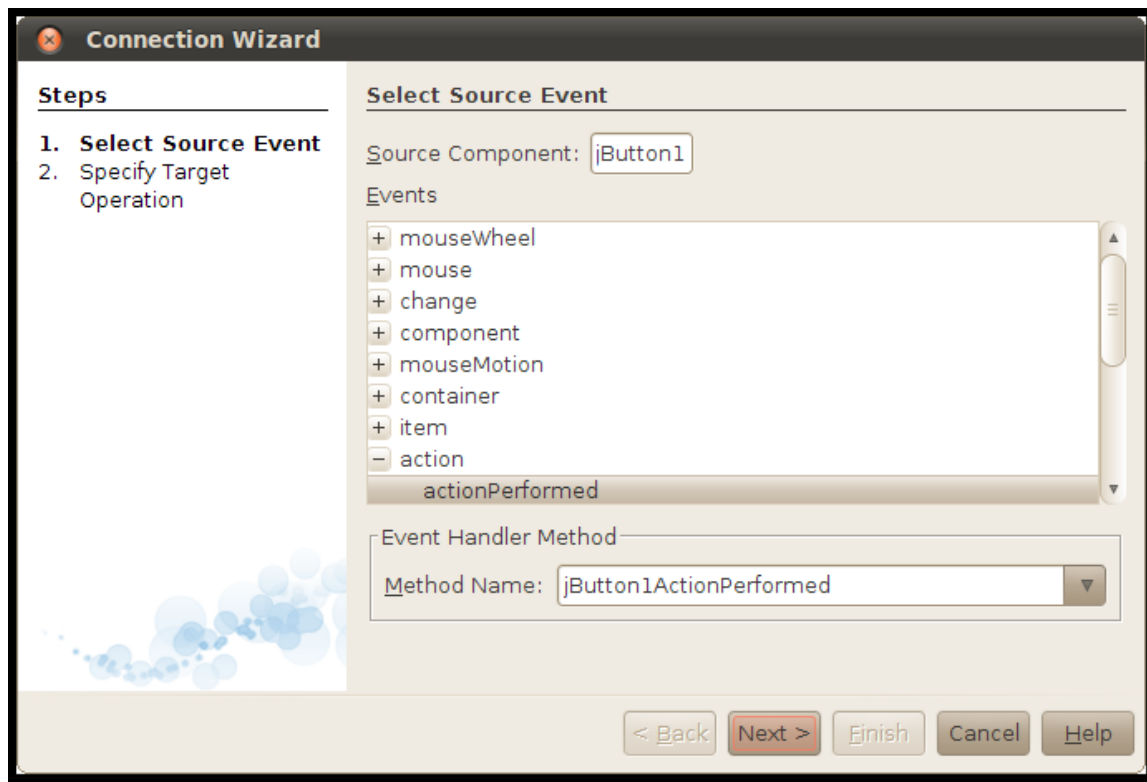 Connection Wizard
Steps
1. Select Source Event
2. Specify Target
Operation
Select Source Event
Source Component: jButton1
Events
mouseWheel
mouse
change
component
mouseMotion
container
item
action
actionPerformed
Event Handler Method
Method Name: jButton1ActionPerformed
< Back Next > Finish Cancel Help